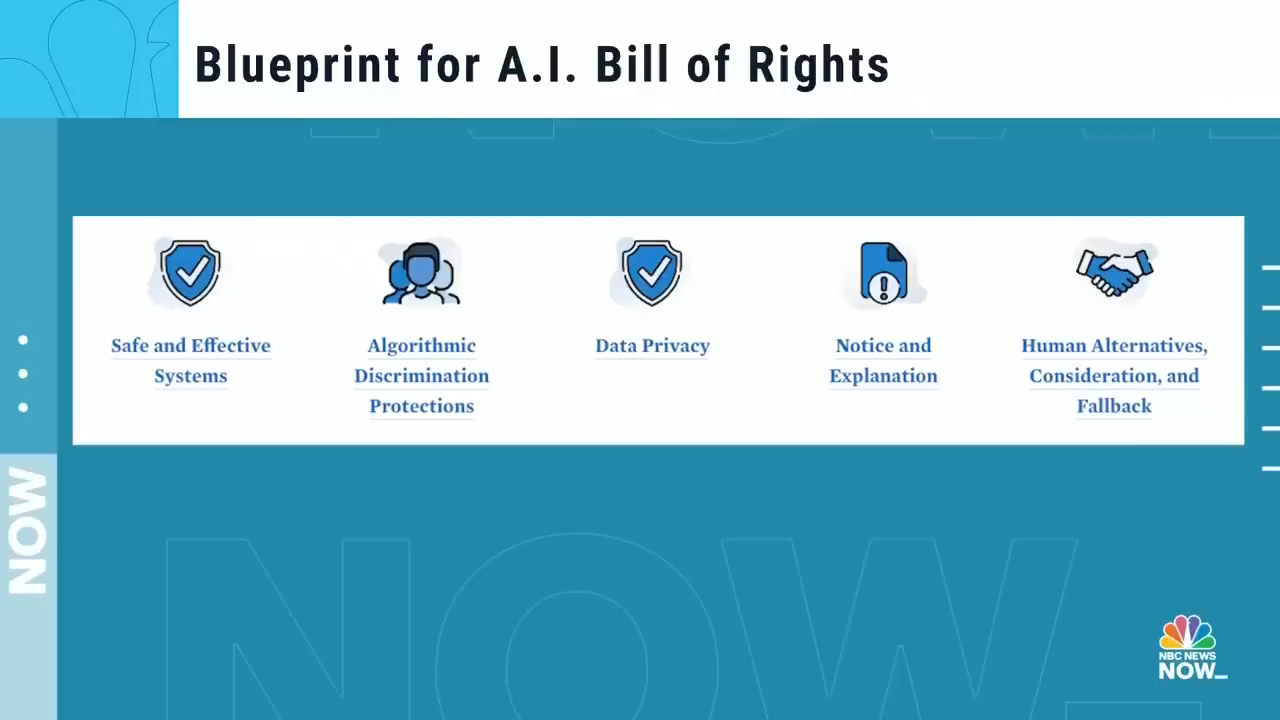 Blueprint for A.I. Bill of Rights
Safe and Effective
Systems
Algorithmic
Discrimination
Protections
Data Privacy
Notice and
Explanation
Human Alternatives,
Consideration, and
Fallback
NOW
NOW
NBC NEWS
NOW_